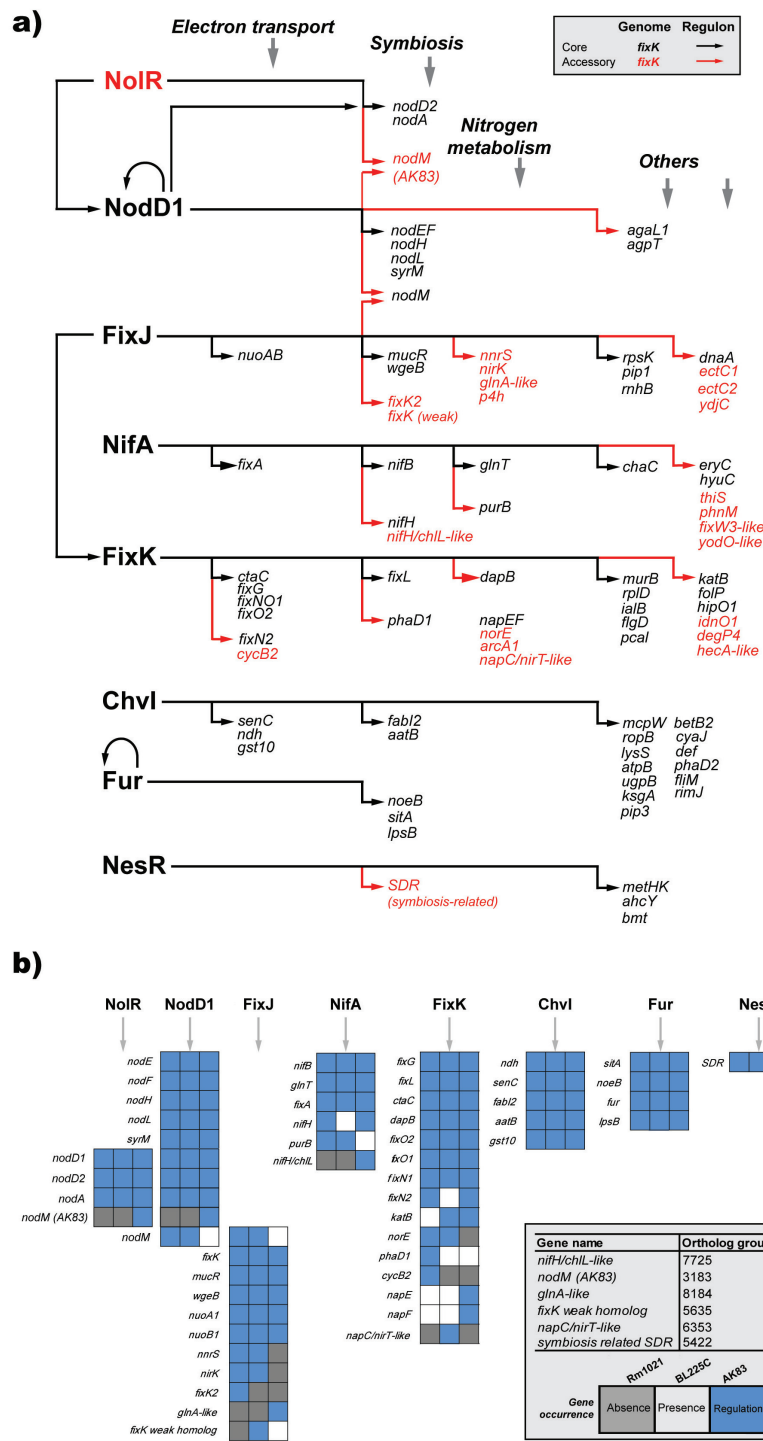 a)
Electron transport
Symbiosis
Nitrogen
metabolism
Others
Genome Regulon
Core fixK
Accessory fixK
NolR
nodD2
nodA
nodM
(AK83)
NodD1
nodEF
nodH
nodL
syrM
nodM
agaL1
agpT
FixJ
nuoAB
mucR
wgeB
fixK2
fixK (weak)
nnrS
nirK
glnA-like
p4h
rpsK
pip1
rnhB
dnaA
ectC1
ectC2
ydjC
NifA
fixA
nifB
nifH
nifH/chlL-like
glnT
purB
chaC
eryC
hyuC
thiS
phnM
fixW3-like
yodO-like
FixK
ctaC
fixG
fixNO1
fixO2
fixN2
cycB2
fixL
phaD1
dapB
napEF
norE
arcA1
napC/nirT-like
murB
rplD
ialB
flgD
pcaI
katB
folP
hipO1
idnO1
degP4
hecA-like
ChvI
senC
ndh
gst10
fabI2
aatB
mcpW betB2
ropB cyaJ
lysS def
atpB phaD2
ugpB fliM
ksgA rimJ
pip3
Fur
noeB
sitA
lpsB
NesR
SDR
(symbiosis-related)
metHK
ahcY
bmt
b)
NolR NodD1 FixJ NifA FixK ChvI Fur Nes
nodE
nodF
nodH
nodL
syrM
nodD1
nodD2
nodA
nodM (AK83)
nodM
fixK
mucR
wgeB
nuoA1
nuoB1
nnrS
nirK
fixK2
glnA-like
fixK weak homolog
nifB
glnT
fixA
nifH
purB
nifH/chlL
fixG
fixL
ctaC
dapB
fixO2
fxO1
fixN1
fixN2
katB
norE
phaD1
cycB2
napE
napF
napC/nirT-like
ndh
senC
fabI2
aatB
gst10
sitA
noeB
fur
lpsB
SDR
Gene name Ortholog grou
nifH/chlL-like 7725
nodM (AK83) 3183
glnA-like 8184
fixK weak homolog 5635
napC/nirT-like 6353
symbiosis related SDR 5422
Rm1021 BL225C AK83
Gene
occurrence
Absence Presence Regulation